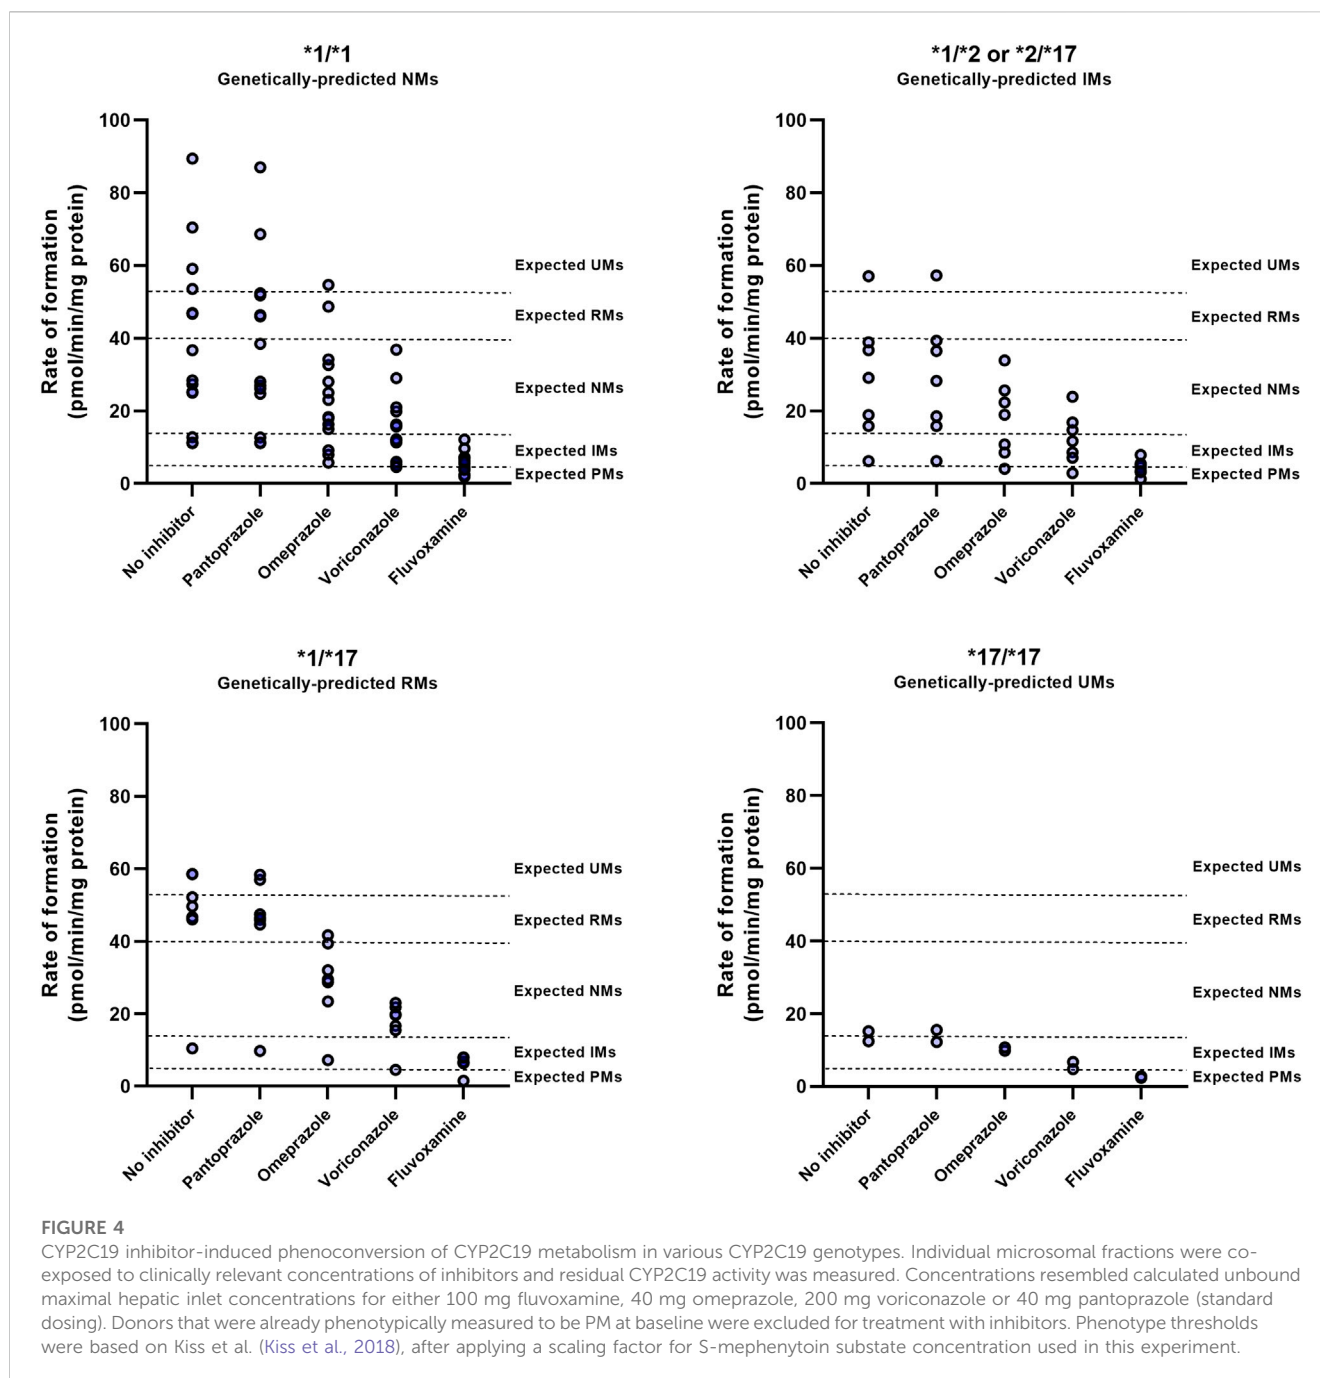 *1/*1
Genetically-predicted NMs
Rate of formation
(pmol/min/mg protein)
100
80
60
40
20
0
Expected UMs
Expected RMs
Expected NMs
Expected IMs
Expected PMs
No inhibitor
Pantoprazole
Omeprazole
Voriconazole
Fluvoxamine
*1/*2 or *2/*17
Genetically-predicted IMs
Rate of formation
(pmol/min/mg protein)
100
80
60
40
20
0
Expected UMs
Expected RMs
Expected NMs
Expected IMs
Expected PMs
No inhibitor
Pantoprazole
Omeprazole
Voriconazole
Fluvoxamine
*1/*17
Genetically-predicted RMs
Rate of formation
(pmol/min/mg protein)
100
80
60
40
20
0
Expected UMs
Expected RMs
Expected NMs
Expected IMs
Expected PMs
No inhibitor
Pantoprazole
Omeprazole
Voriconazole
Fluvoxamine
*17/*17
Genetically-predicted UMs
Rate of formation
(pmol/min/mg protein)
100
80
60
40
20
0
Expected UMs
Expected RMs
Expected NMs
Expected IMs
Expected PMs
No inhibitor
Pantoprazole
Omeprazole
Voriconazole
Fluvoxamine
FIGURE 4
CYP2C19 inhibitor-induced phenoconversion of CYP2C19 metabolism in various CYP2C19 genotypes. Individual microsomal fractions were co-
exposed to clinically relevant concentrations of inhibitors and residual CYP2C19 activity was measured. Concentrations resembled calculated unbound
maximal hepatic inlet concentrations for either 100 mg fluvoxamine, 40 mg omeprazole, 200 mg voriconazole or 40 mg pantoprazole (standard
dosing). Donors that were already phenotypically measured to be PM at baseline were excluded for treatment with inhibitors. Phenotype thresholds
were based on Kiss et al. (Kiss et al., 2018), after applying a scaling factor for S-mephenytoin substate concentration used in this experiment.